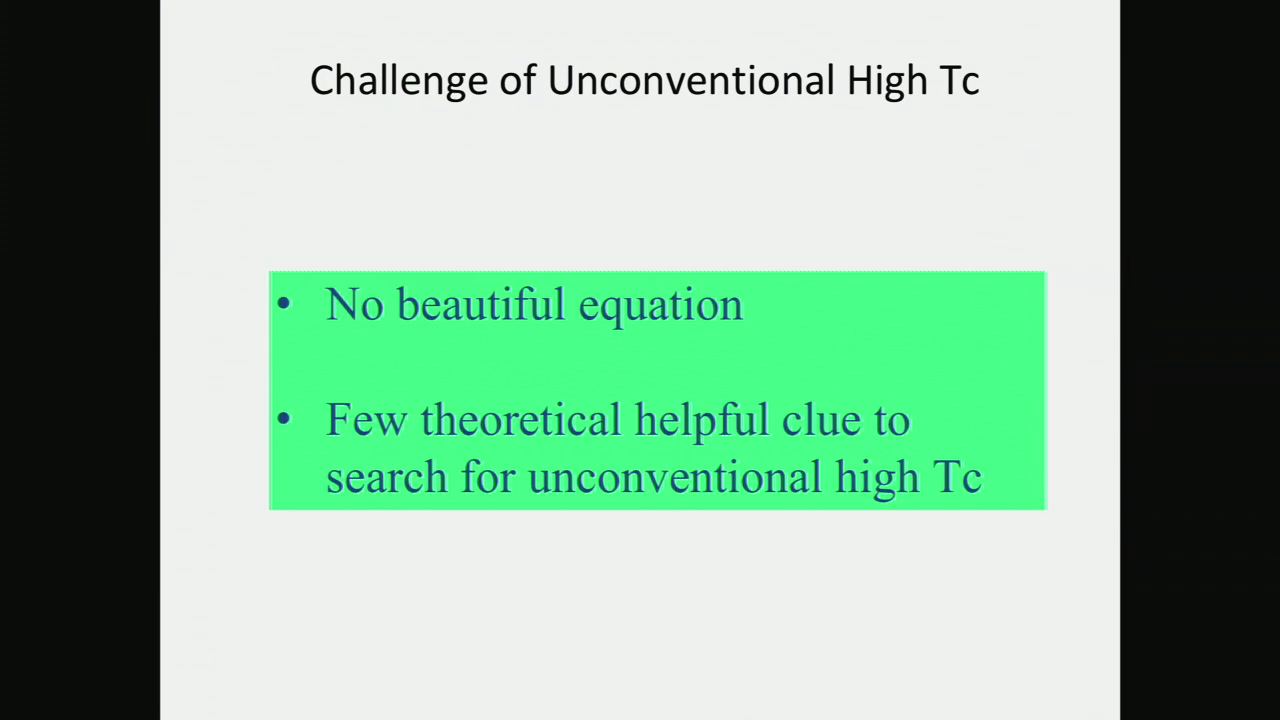 Challenge of Unconventional High Tc
• No beautiful equation
• Few theoretical helpful clue to
search for unconventional high Tc